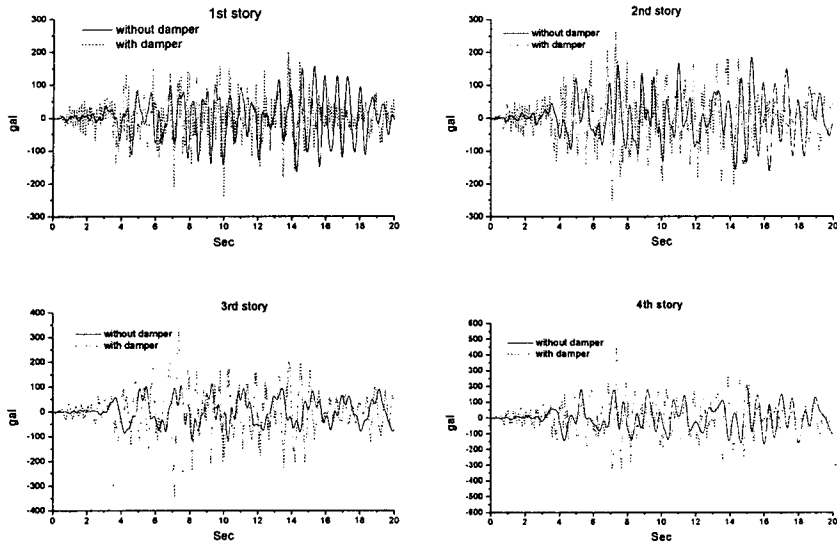 1st story
without damper
with damper
300
200
100
0
-100
-200
-300
gal
0 2 4 6 8 10 12 14 16 18 20
Sec
2nd story
without damper
with damper
300
200
100
0
-100
-200
-300
gal
0 2 4 6 8 10 12 14 16 18 20
Sec
3rd story
without damper
with damper
400
300
200
100
0
-100
-200
-300
-400
gal
0 2 4 6 8 10 12 14 16 18 20
Sec
4th story
without damper
with damper
600
500
400
300
200
100
0
-100
-200
-300
-400
-500
-600
gal
0 2 4 6 8 10 12 14 16 18 20
Sec